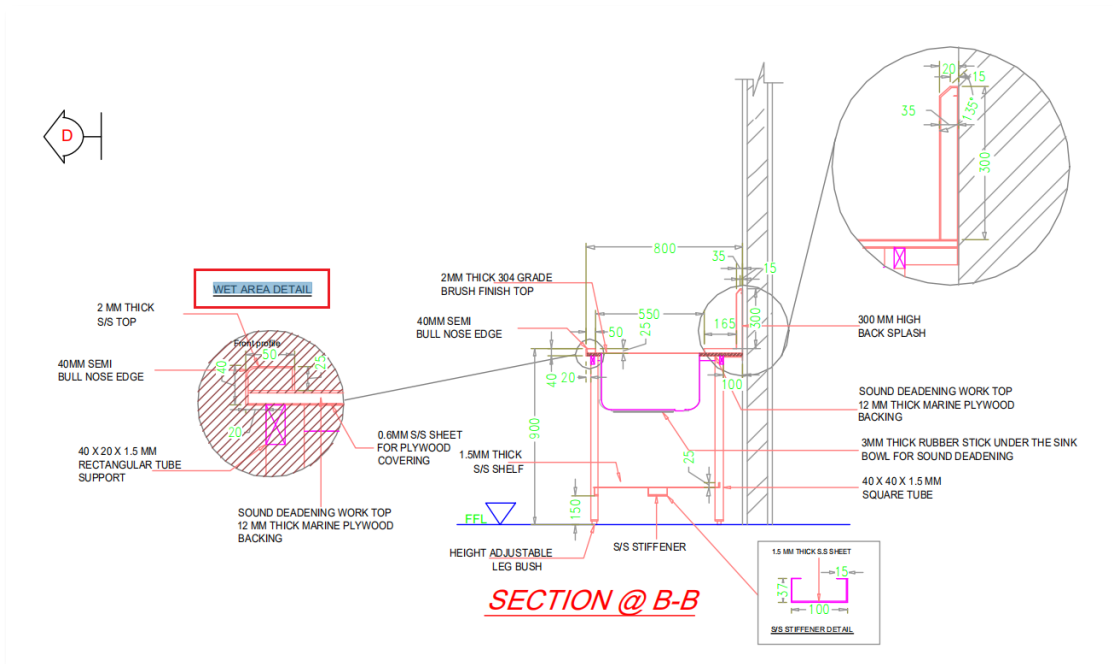 D
WET AREA DETAIL
2 MM THICK
S/S TOP
Front profile
50
25
40
20
40MM SEMI
BULL NOSE EDGE
40 X 20 X 1.5 MM
RECTANGULAR TUBE
SUPPORT
0.6MM S/S SHEET
FOR PLYWOOD
COVERING
SOUND DEADENING WORK TOP
12 MM THICK MARINE PLYWOOD
BACKING
2MM THICK 304 GRADE
BRUSH FINISH TOP
40MM SEMI
BULL NOSE EDGE
800
35
15
550
50
25
165
300
40
20
100
900
1.5MM THICK
S/S SHELF
25
150
FFL
HEIGHT ADJUSTABLE
LEG BUSH
S/S STIFFENER
20
15
35
135°
300
300 MM HIGH
BACK SPLASH
SOUND DEADENING WORK TOP
12 MM THICK MARINE PLYWOOD
BACKING
3MM THICK RUBBER STICK UNDER THE SINK
BOWL FOR SOUND DEADENING
40 X 40 X 1.5 MM
SQUARE TUBE
1.5 MM THICK S.S SHEET
15
37
100
S/S STIFFENER DETAIL
SECTION @ B-B